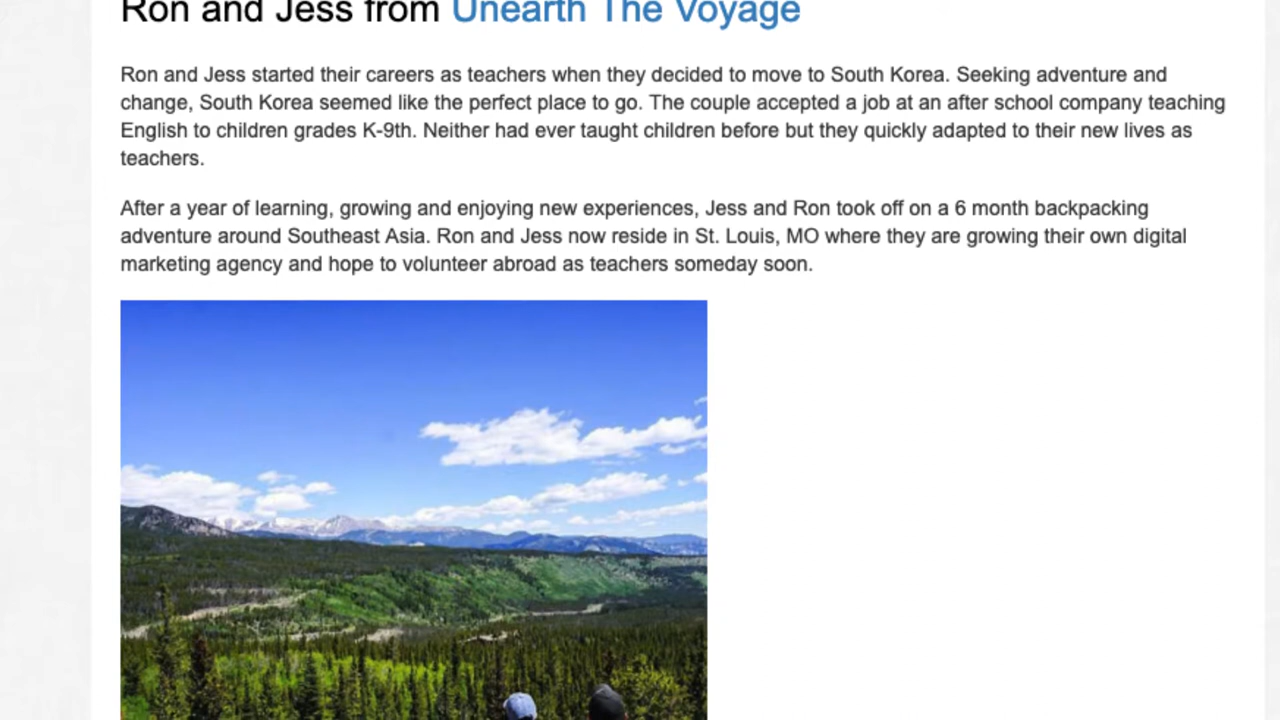 Ron and Jess from Unearth The Voyage
Ron and Jess started their careers as teachers when they decided to move to South Korea. Seeking adventure and
change, South Korea seemed like the perfect place to go. The couple accepted a job at an after school company teaching
English to children grades K-9th. Neither had ever taught children before but they quickly adapted to their new lives as
teachers.
After a year of learning, growing and enjoying new experiences, Jess and Ron took off on a 6 month backpacking
adventure around Southeast Asia. Ron and Jess now reside in St. Louis, MO where they are growing their own digital
marketing agency and hope to volunteer abroad as teachers someday soon.